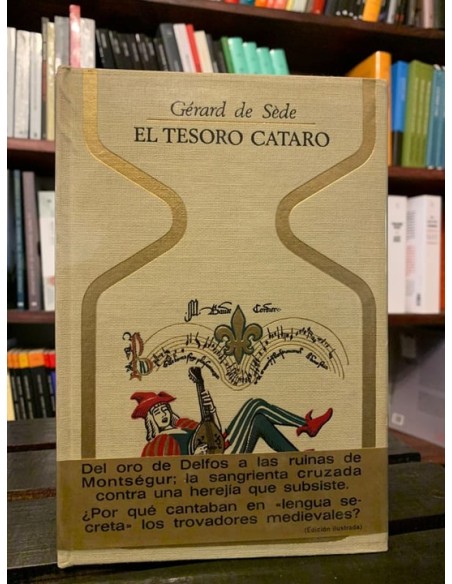 Gérard de Sède
EL TESORO CATARO
Del oro de Delfos a las ruinas de
Montségur; la sangrienta cruzada
contra una herejía que subsiste.
¿Por qué cantaban en «lengua se-
creta» los trovadores medievales?
(Edición ilustrada)